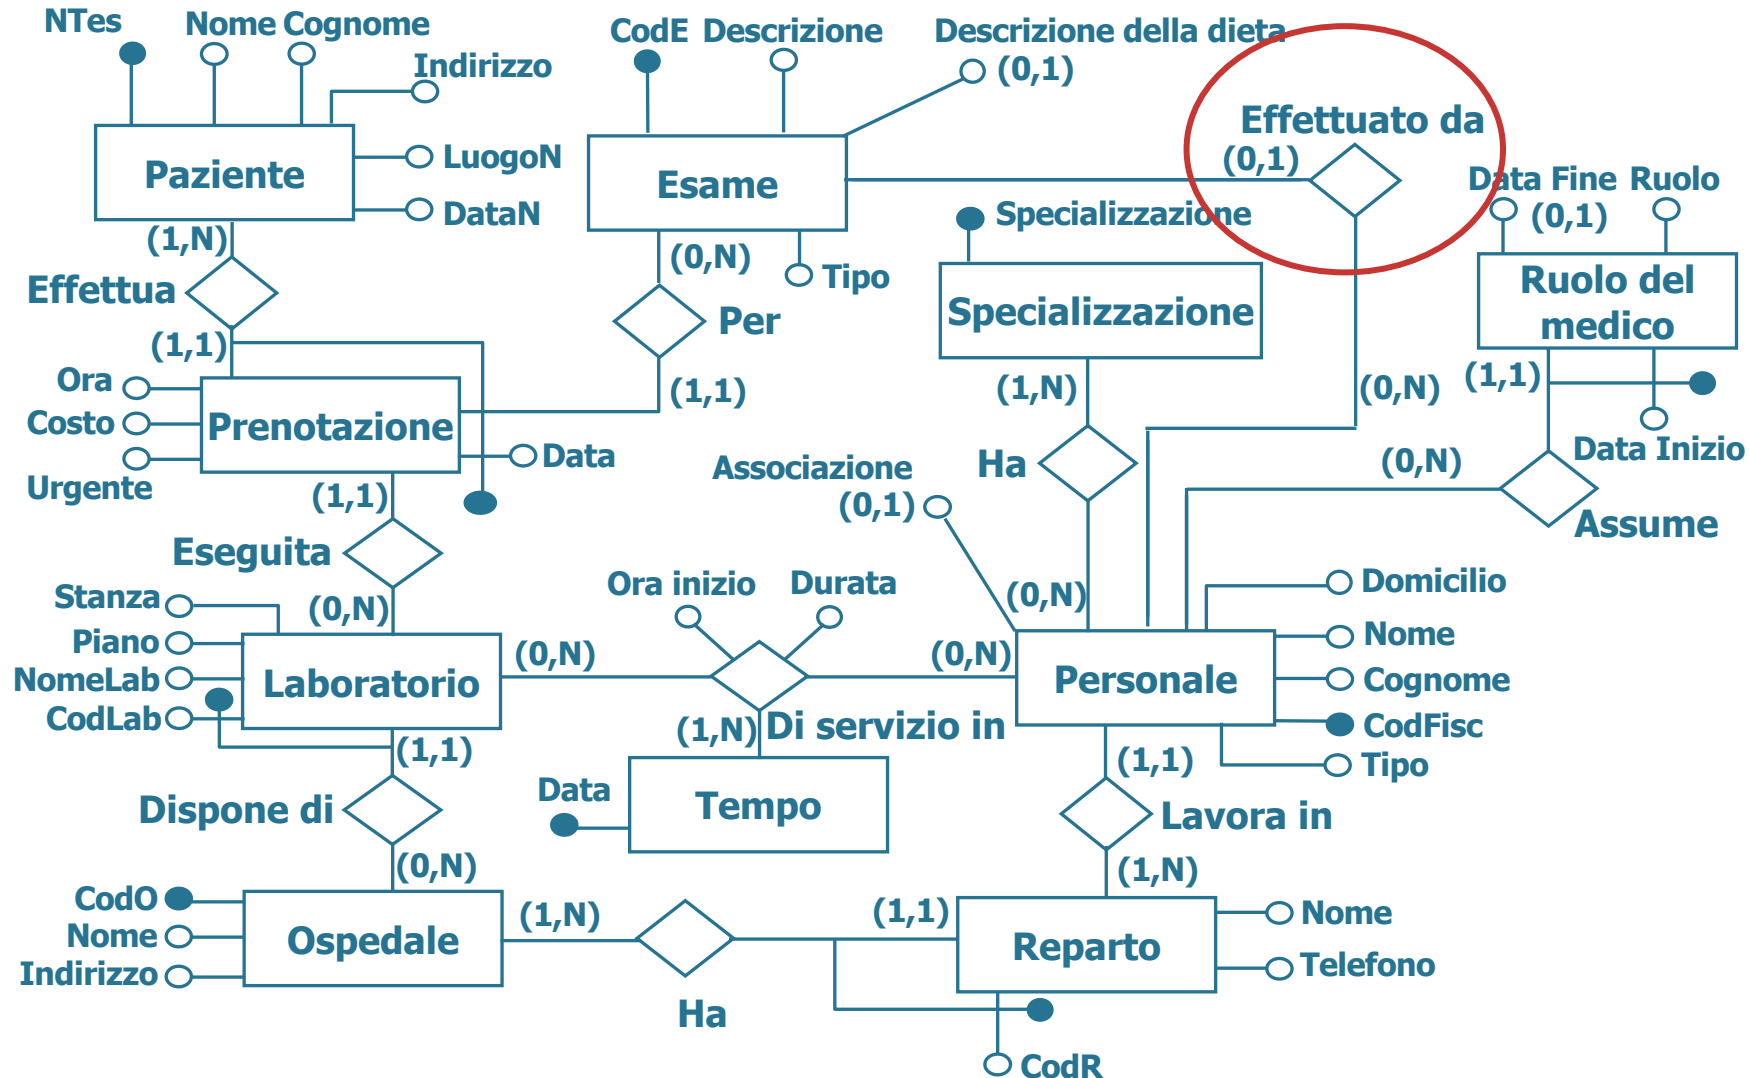 NTes
Nome Cognome
Indirizzo
LuogoN
DataN
Paziente
(1,N)
Effettua
(1,1)
CodE Descrizione
Descrizione della dieta
(0,1)
Esame
Tipo
(0,N)
Per
(1,1)
Effettuato da
(0,1)
(0,N)
Data Fine Ruolo
(0,1)
Ruolo del
medico
(1,1)
Data Inizio
(0,N)
Assume
Specializzazione
Specializzazione
(1,N)
Ha
(0,N)
Ora
Costo
Urgente
Prenotazione
Data
(1,1)
Eseguita
(0,N)
Associazione
(0,1)
Stanza
Piano
NomeLab
CodLab
Laboratorio
(0,N)
Ora inizio
Durata
(0,N)
Di servizio in
(1,N)
Data
Tempo
Personale
Domicilio
Nome
Cognome
CodFisc
Tipo
(1,1)
Lavora in
(1,N)
(1,1)
Dispone di
(0,N)
CodO
Nome
Indirizzo
Ospedale
(1,N)
Ha
(1,1)
Reparto
Nome
Telefono
CodR